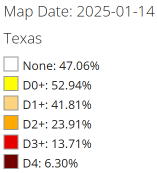 Map Date: 2025-01-14
Texas
None: 47.06%
D0+: 52.94%
D1+: 41.81%
D2+: 23.91%
D3+: 13.71%
D4: 6.30%